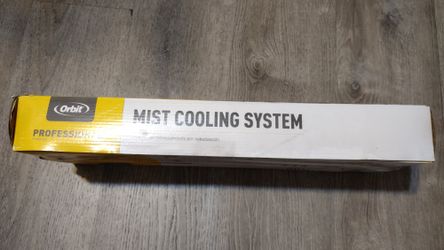 Orbit
PROFESSIONAL
MIST COOLING SYSTEM